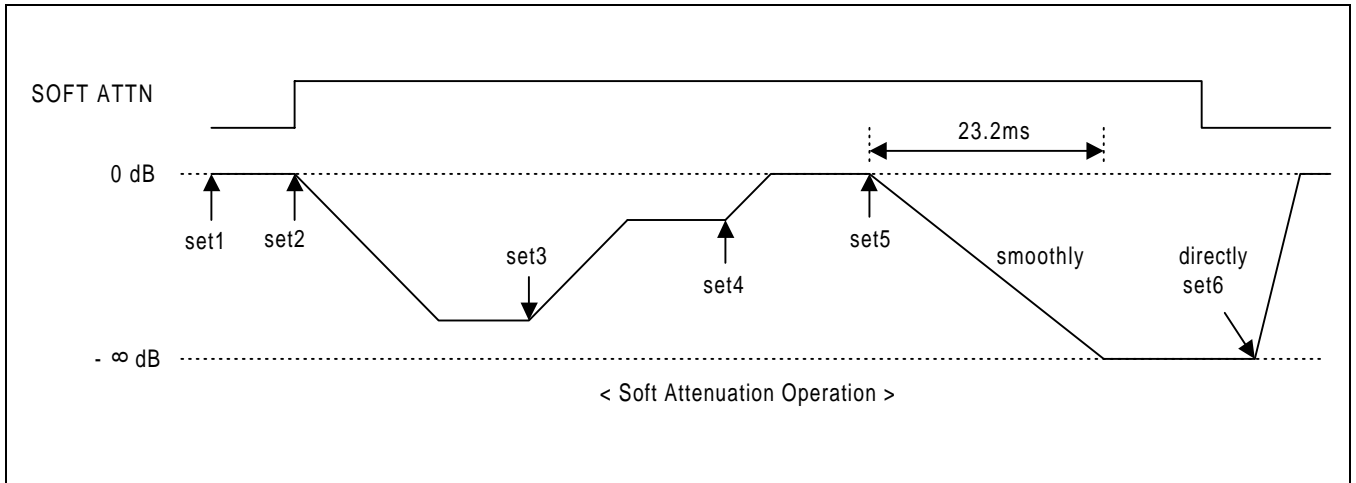 SOFT ATTN
23.2ms
0 dB
set1
set2
set3
set4
set5
smoothly
directly
set6
- ∞ dB
< Soft Attenuation Operation >